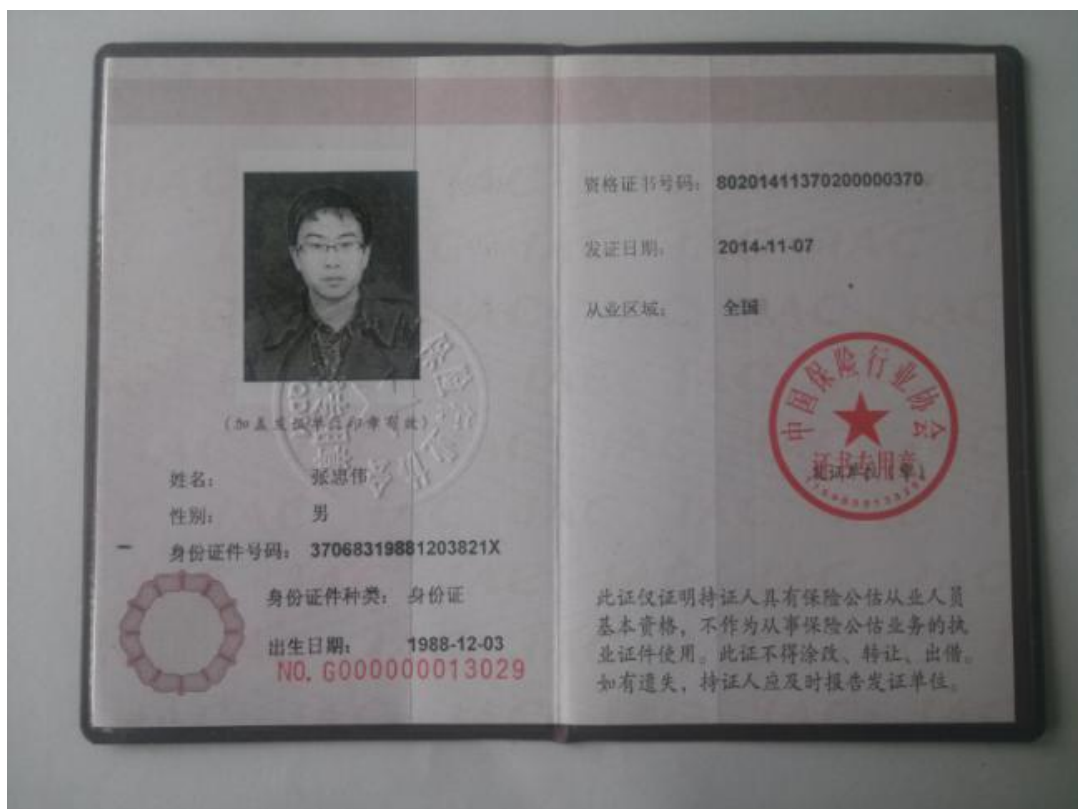 (加盖发证单位印章有效)
姓名： 张忠伟
性别： 男
身份证件号码： 37068319881203821X
身份证件种类： 身份证
出生日期： 1988-12-03
NO. G000000013029
资格证书号码： 80201411370200000370
发证日期： 2014-11-07
从业区域： 全国
中国保险行业协会
证书专用章
此证仅证明持证人具有保险公估从业人员
基本资格，不作为从事保险公估业务的执
业证件使用。此证不得涂改、转让、出借。
如有遗失，持证人应及时报告发证单位。